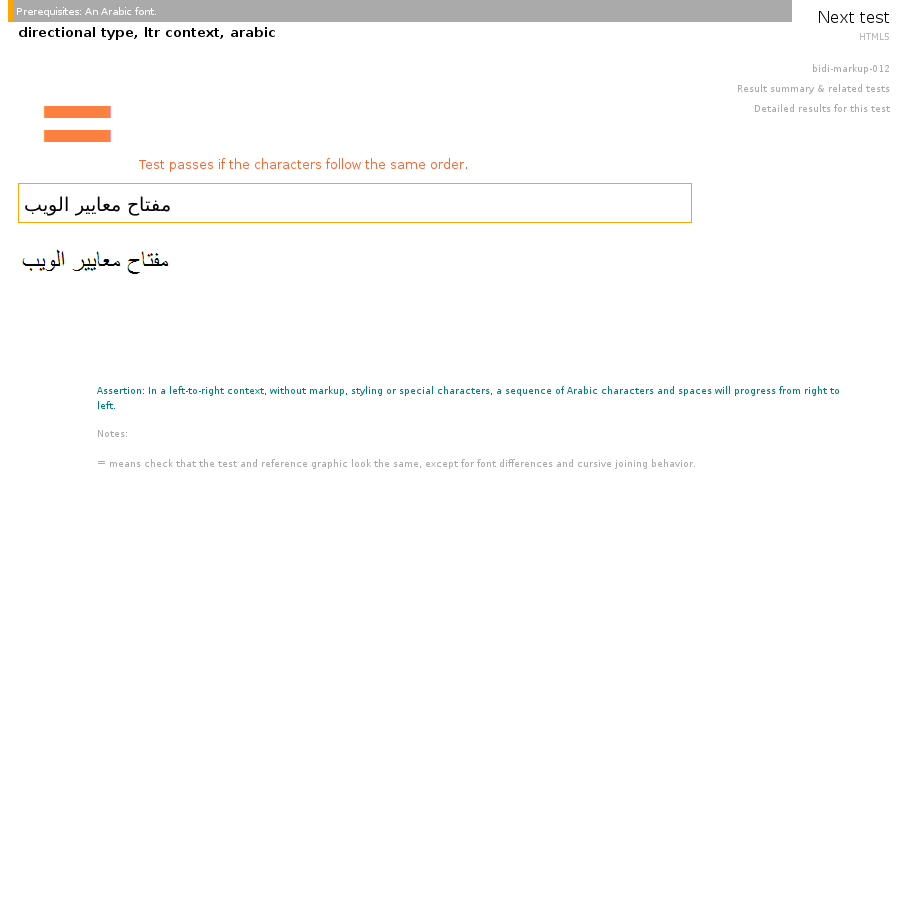 Prerequisites: An Arabic font.
Next test
directional type, ltr context, arabic
HTML5
bidi-markup-012
Result summary & related tests
Detailed results for this test
=
Test passes if the characters follow the same order.
مفتاح معايير الويب
مفتاح معايير الويب
Assertion: In a left-to-right context, without markup, styling or special characters, a sequence of Arabic characters and spaces will progress from right to
left.
Notes:
= means check that the test and reference graphic look the same, except for font differences and cursive joining behavior.